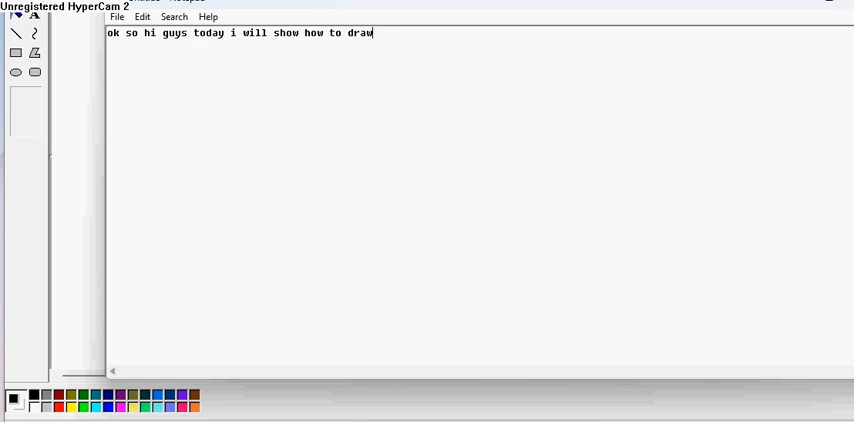 Unregistered HyperCam 2
File Edit Search Help
A
ok so hi guys today i will show how to draw